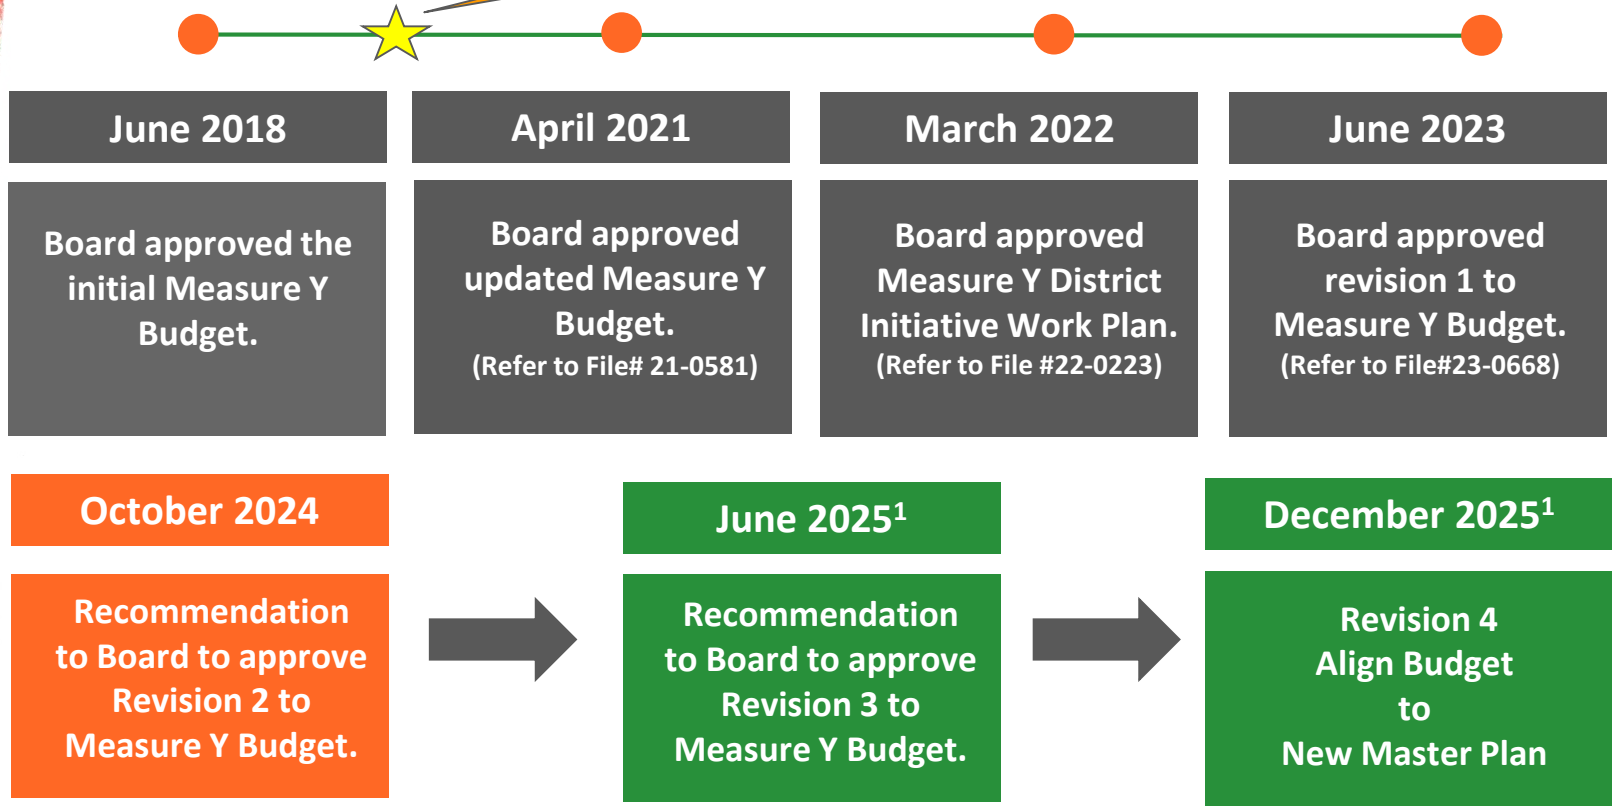 June 2018
Board approved the
initial Measure Y
Budget.
April 2021
Board approved
updated Measure Y
Budget.
(Refer to File# 21-0581)
March 2022
Board approved
Measure Y District
Initiative Work Plan.
(Refer to File #22-0223)
June 2023
Board approved
revision 1 to
Measure Y Budget.
(Refer to File#23-0668)
October 2024
Recommendation
to Board to approve
Revision 2 to
Measure Y Budget.
June 2025¹
Recommendation
to Board to approve
Revision 3 to
Measure Y Budget.
December 2025¹
Revision 4
Align Budget
to
New Master Plan